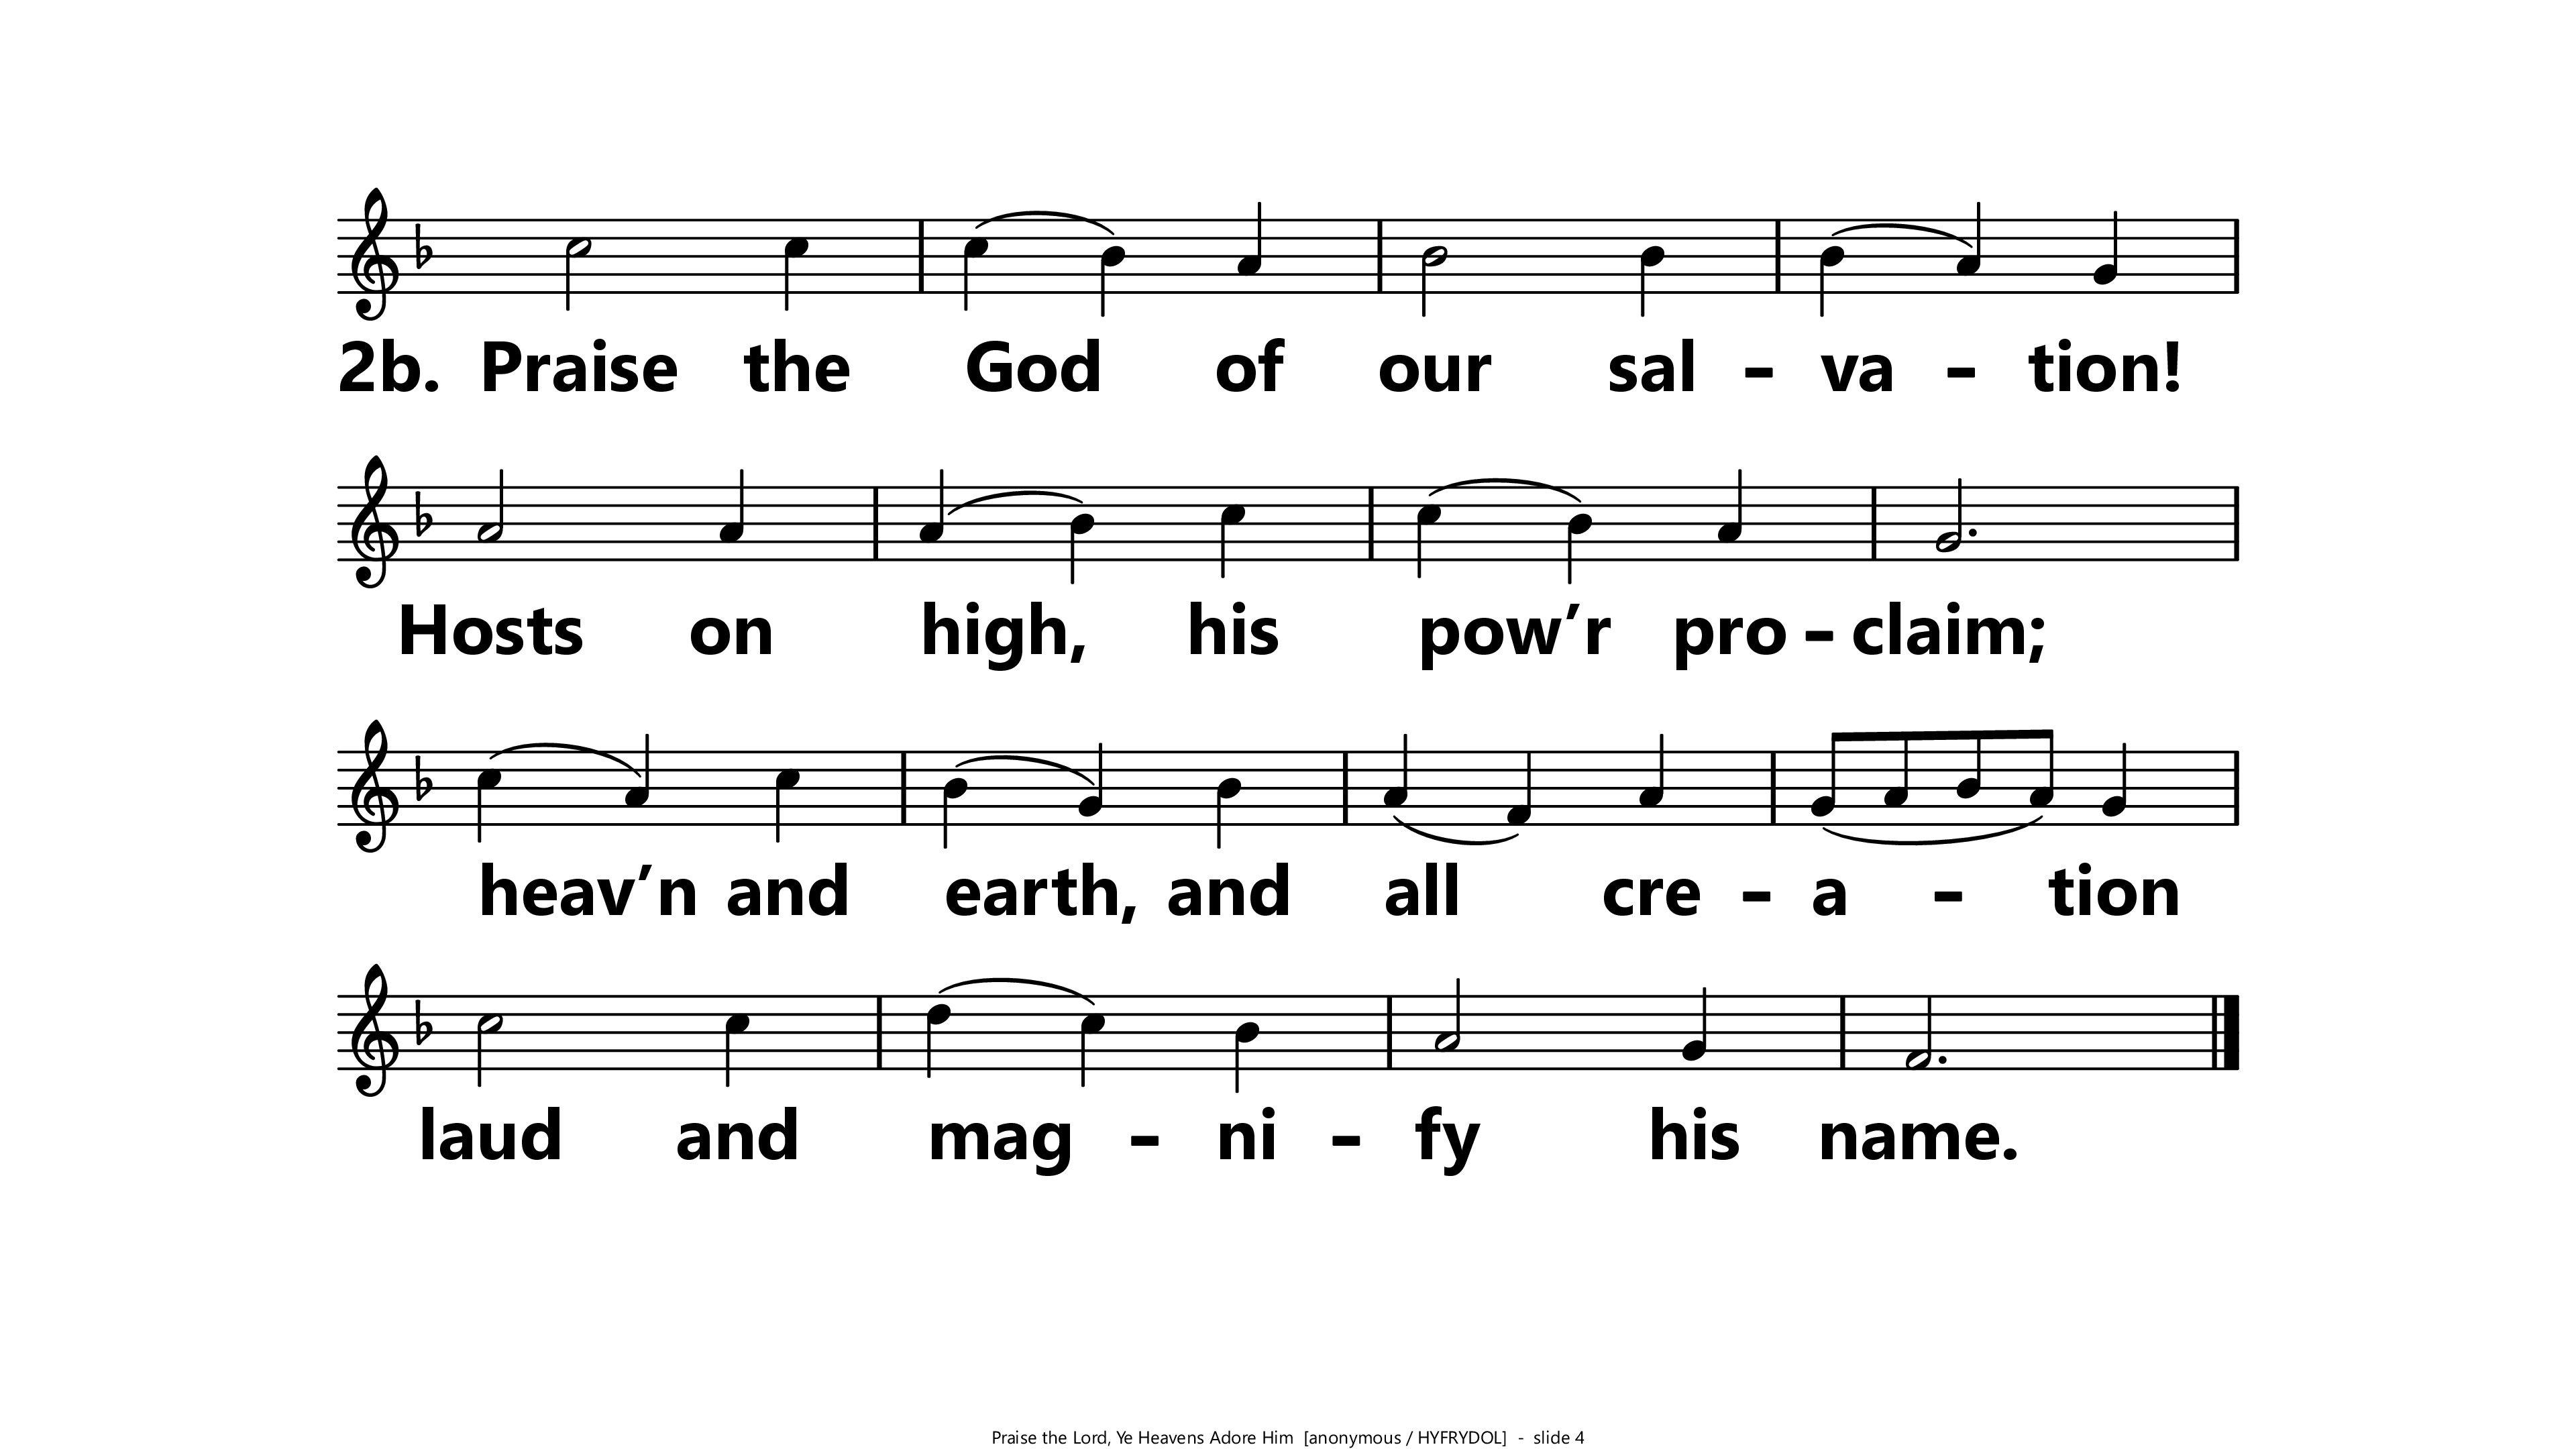 2b. Praise the God of our sal - va - tion!
Hosts on high, his pow’r pro - claim;
heav’n and earth, and all cre - a - tion
laud and mag - ni - fy his name.
Praise the Lord, Ye Heavens Adore Him [anonymous / HYFRYDOL] - slide 4